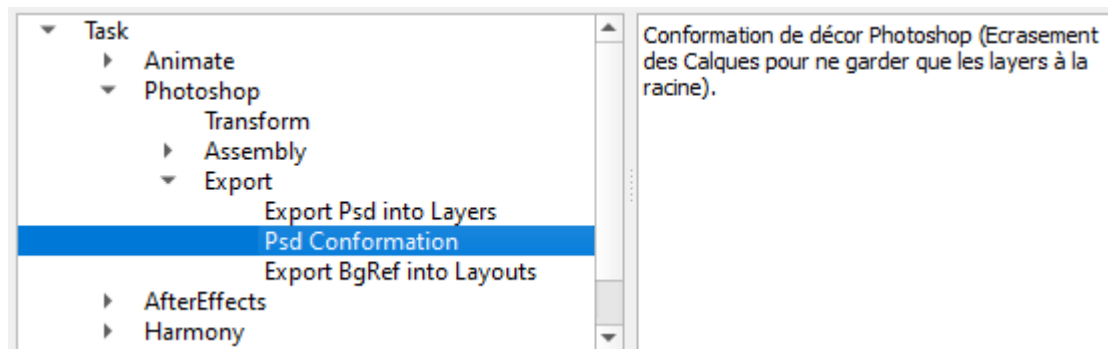 Task
Animate
Photoshop
Transform
Assembly
Export
Export Psd into Layers
Psd Conformation
Export BgRef into Layouts
AfterEffects
Harmony
Conformation de décor Photoshop (Ecrasement
des Calques pour ne garder que les layers à la
racine).